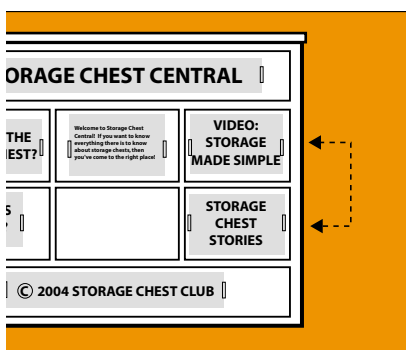 ORAGE CHEST CENTRAL
THE
EST?
Welcome to Storage Chest
Central! If you want to know
everything there is to know
about storage chests, then
you've come to the right place!
VIDEO:
STORAGE
MADE SIMPLE
S
STORAGE
CHEST
STORIES
© 2004 STORAGE CHEST CLUB